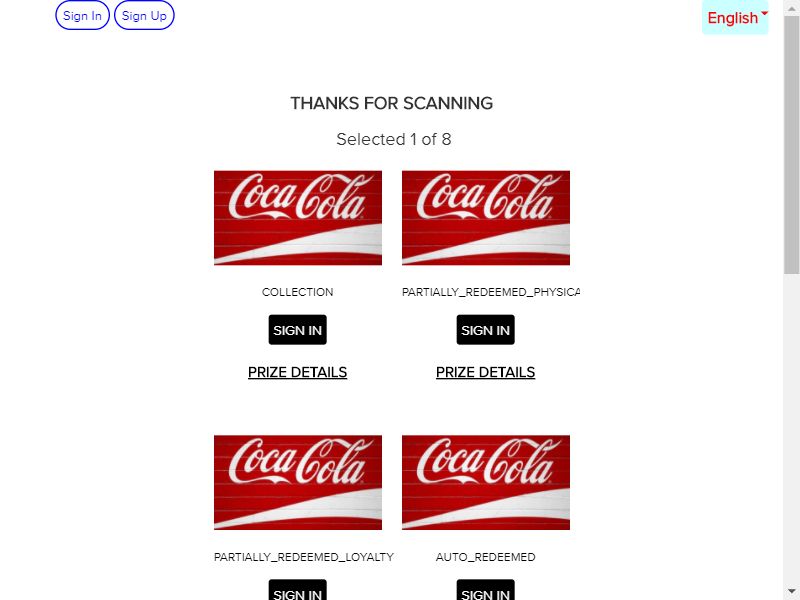 Sign In Sign Up English
THANKS FOR SCANNING
Selected 1 of 8
Coca Cola Coca Cola
COLLECTION PARTIALLY_REDEEMED_PHYSICA
SIGN IN SIGN IN
PRIZE DETAILS PRIZE DETAILS
Coca Cola Coca Cola
PARTIALLY_REDEEMED_LOYALTY AUTO_REDEEMED
SIGN IN SIGN IN